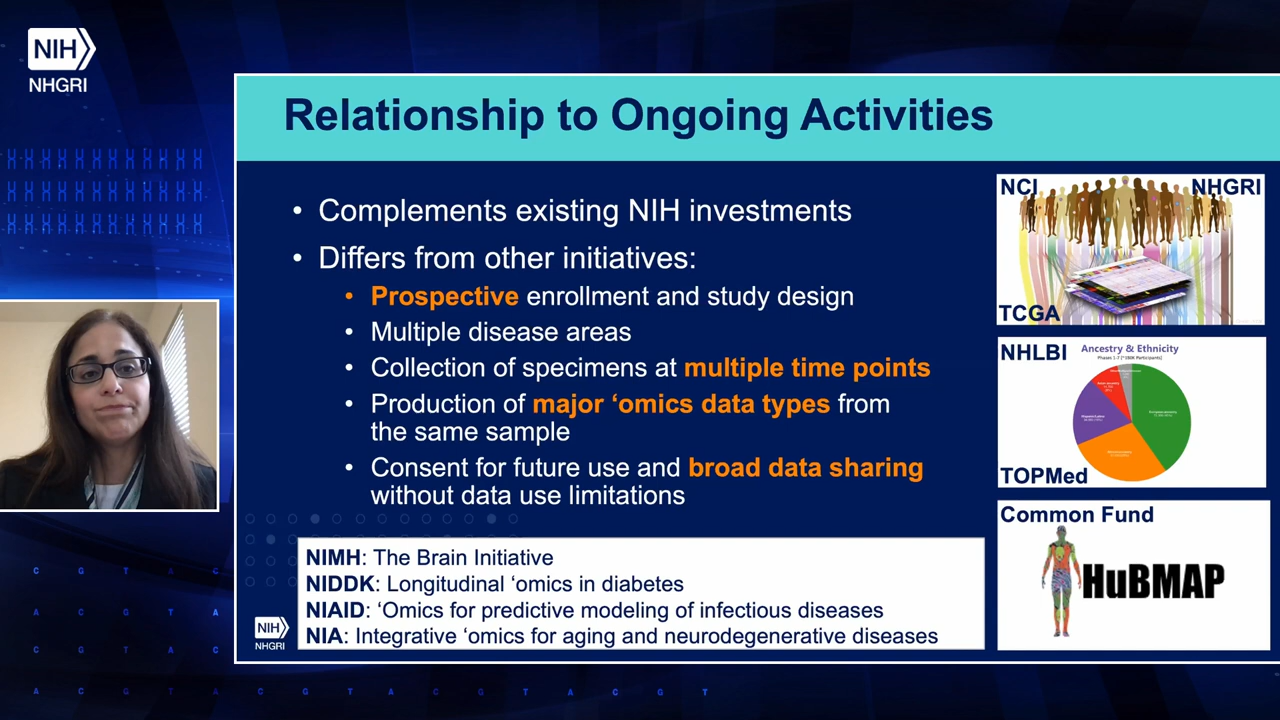 NIH
NHGRI
Relationship to Ongoing Activities
• Complements existing NIH investments
• Differs from other initiatives:
• Prospective enrollment and study design
• Multiple disease areas
• Collection of specimens at multiple time points
• Production of major ‘omics data types from
the same sample
• Consent for future use and broad data sharing
without data use limitations
NIMH: The Brain Initiative
NIDDK: Longitudinal ‘omics in diabetes
NIAID: ‘Omics for predictive modeling of infectious diseases
NIA: Integrative ‘omics for aging and neurodegenerative diseases
NIH
NHGRI
NCI NHGRI
TCGA
NHLBI
Ancestry & Ethnicity
TOPMed
Common Fund
HuBMAP
C G T A C
A C G T A
C G T A C
A C G T A C G T A C G T A C G T